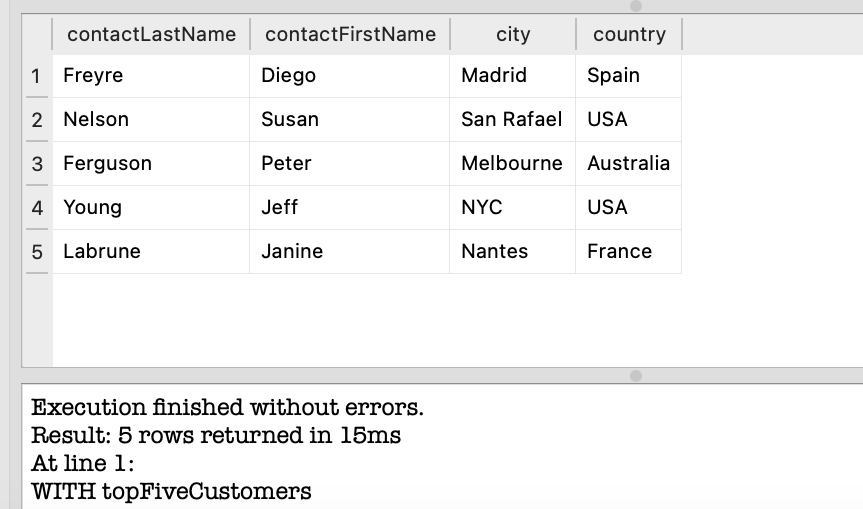 contactLastName contactFirstName city country
1 Freyre Diego Madrid Spain
2 Nelson Susan San Rafael USA
3 Ferguson Peter Melbourne Australia
4 Young Jeff NYC USA
5 Labrune Janine Nantes France
Execution finished without errors.
Result: 5 rows returned in 15ms
At line 1:
WITH topFiveCustomers